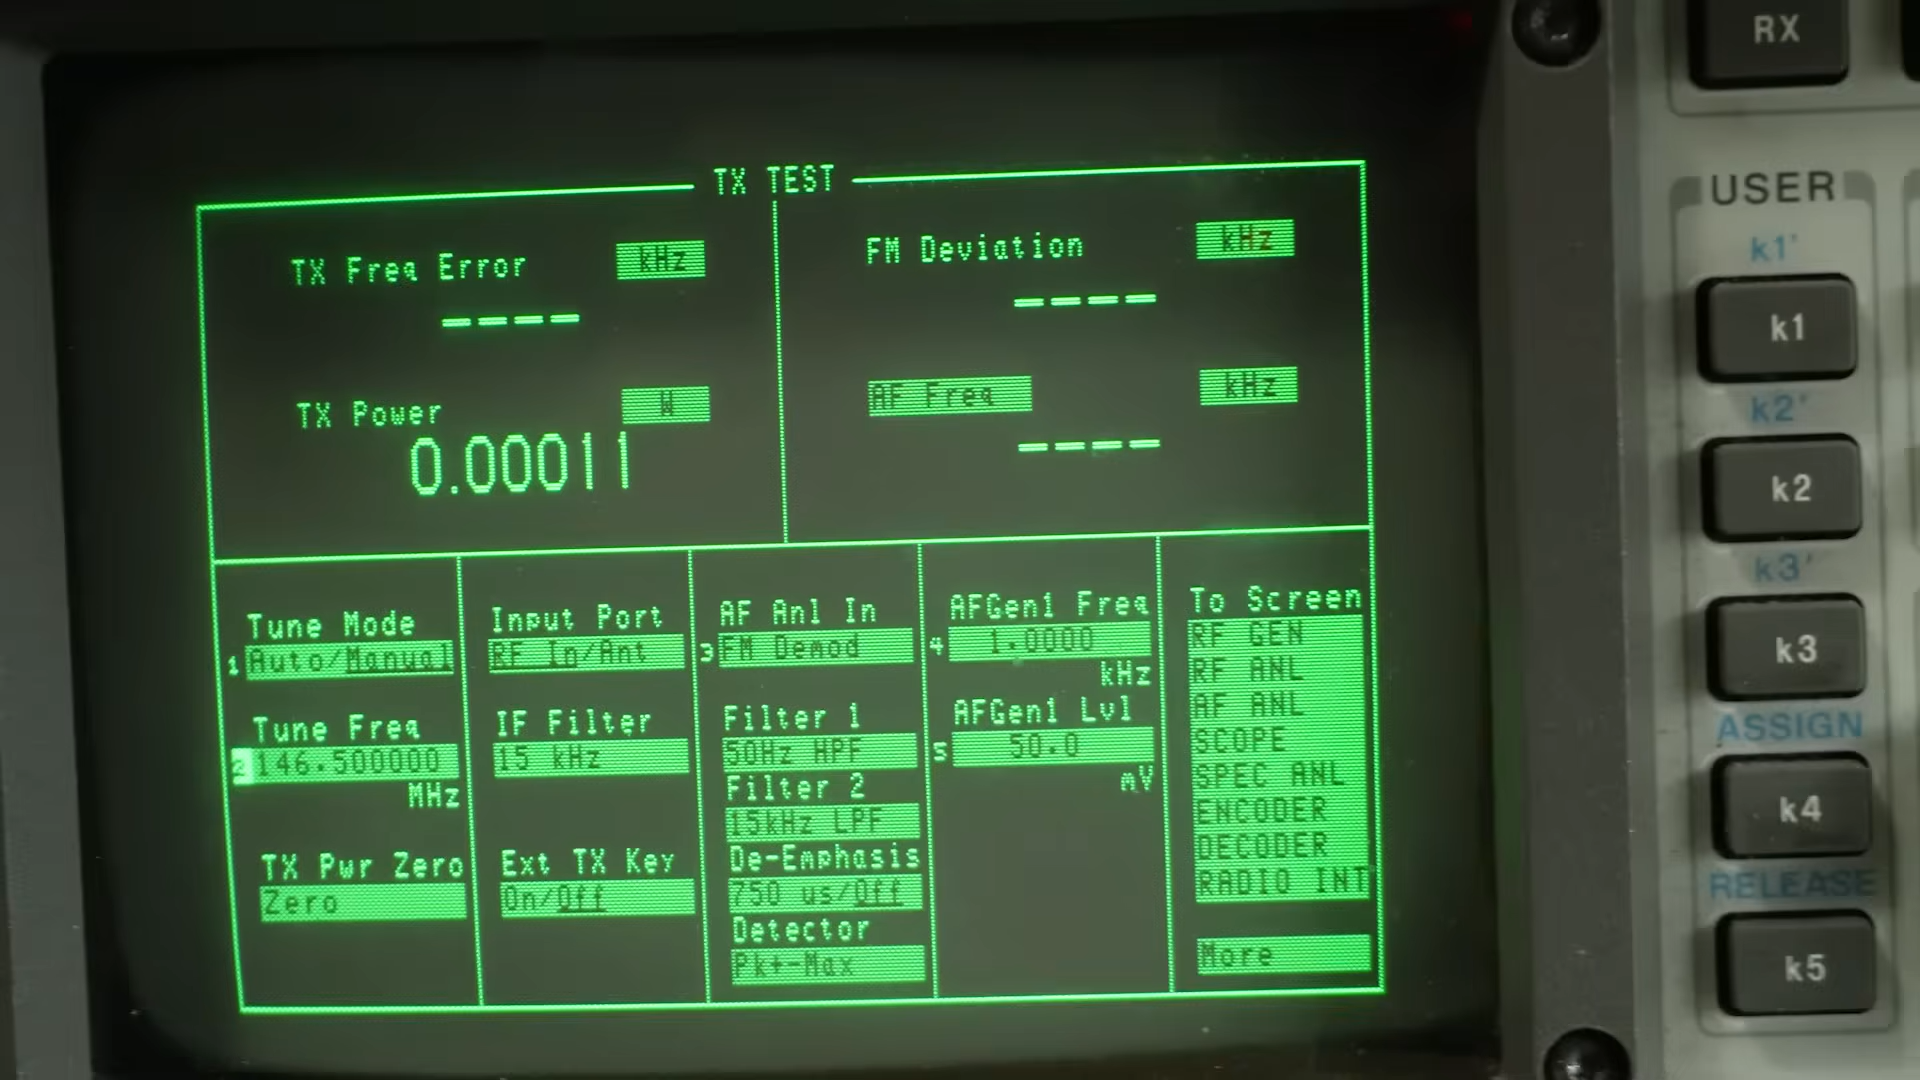 TX TEST
TX Freq Error kHz
----
TX Power W
0.00011
FM Deviation kHz
----
AF Freq kHz
----
Tune Mode
1 Auto/Manual
Tune Freq
2 146.500000
MHz
TX Pwr Zero
Zero
Input Port
RF In/Ant
IF Filter
15 kHz
Ext TX Key
On/Off
AF Anl In
3 FM Demod
Filter 1
50Hz HPF
Filter 2
15kHz LPF
De-Emphasis
750 us/Off
Detector
Pk+-Max
AFGen1 Freq
4 1.0000
kHz
AFGen1 Lvl
5 50.0
mV
To Screen
RF GEN
RF ANL
AF ANL
SCOPE
SPEC ANL
ENCODER
DECODER
RADIO INT
More
RX
USER
k1'
k1
k2'
k2
k3'
k3
ASSIGN
k4
RELEASE
k5